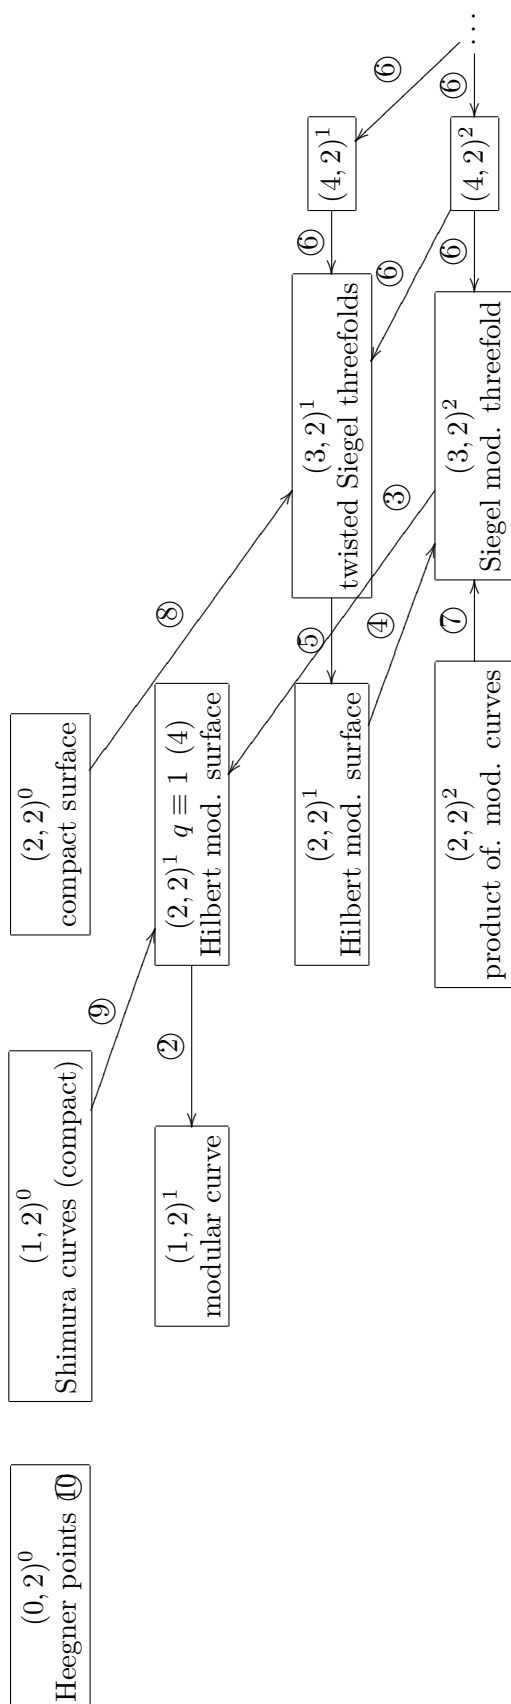 (0, 2)⁰
Heegner points ⑩
(1, 2)⁰
Shimura curves (compact)
(2, 2)⁰
compact surface
⑨
⑧
(1, 2)¹
modular curve
②
(2, 2)¹ q ≡ 1 (4)
Hilbert mod. surface
(2, 2)¹
Hilbert mod. surface
⑤
(3, 2)¹
twisted Siegel threefolds
⑥
(4, 2)¹
④
③
⑥
⑥
(2, 2)²
product of. mod. curves
⑦
(3, 2)²
Siegel mod. threefold
⑥
(4, 2)²
⑥
...